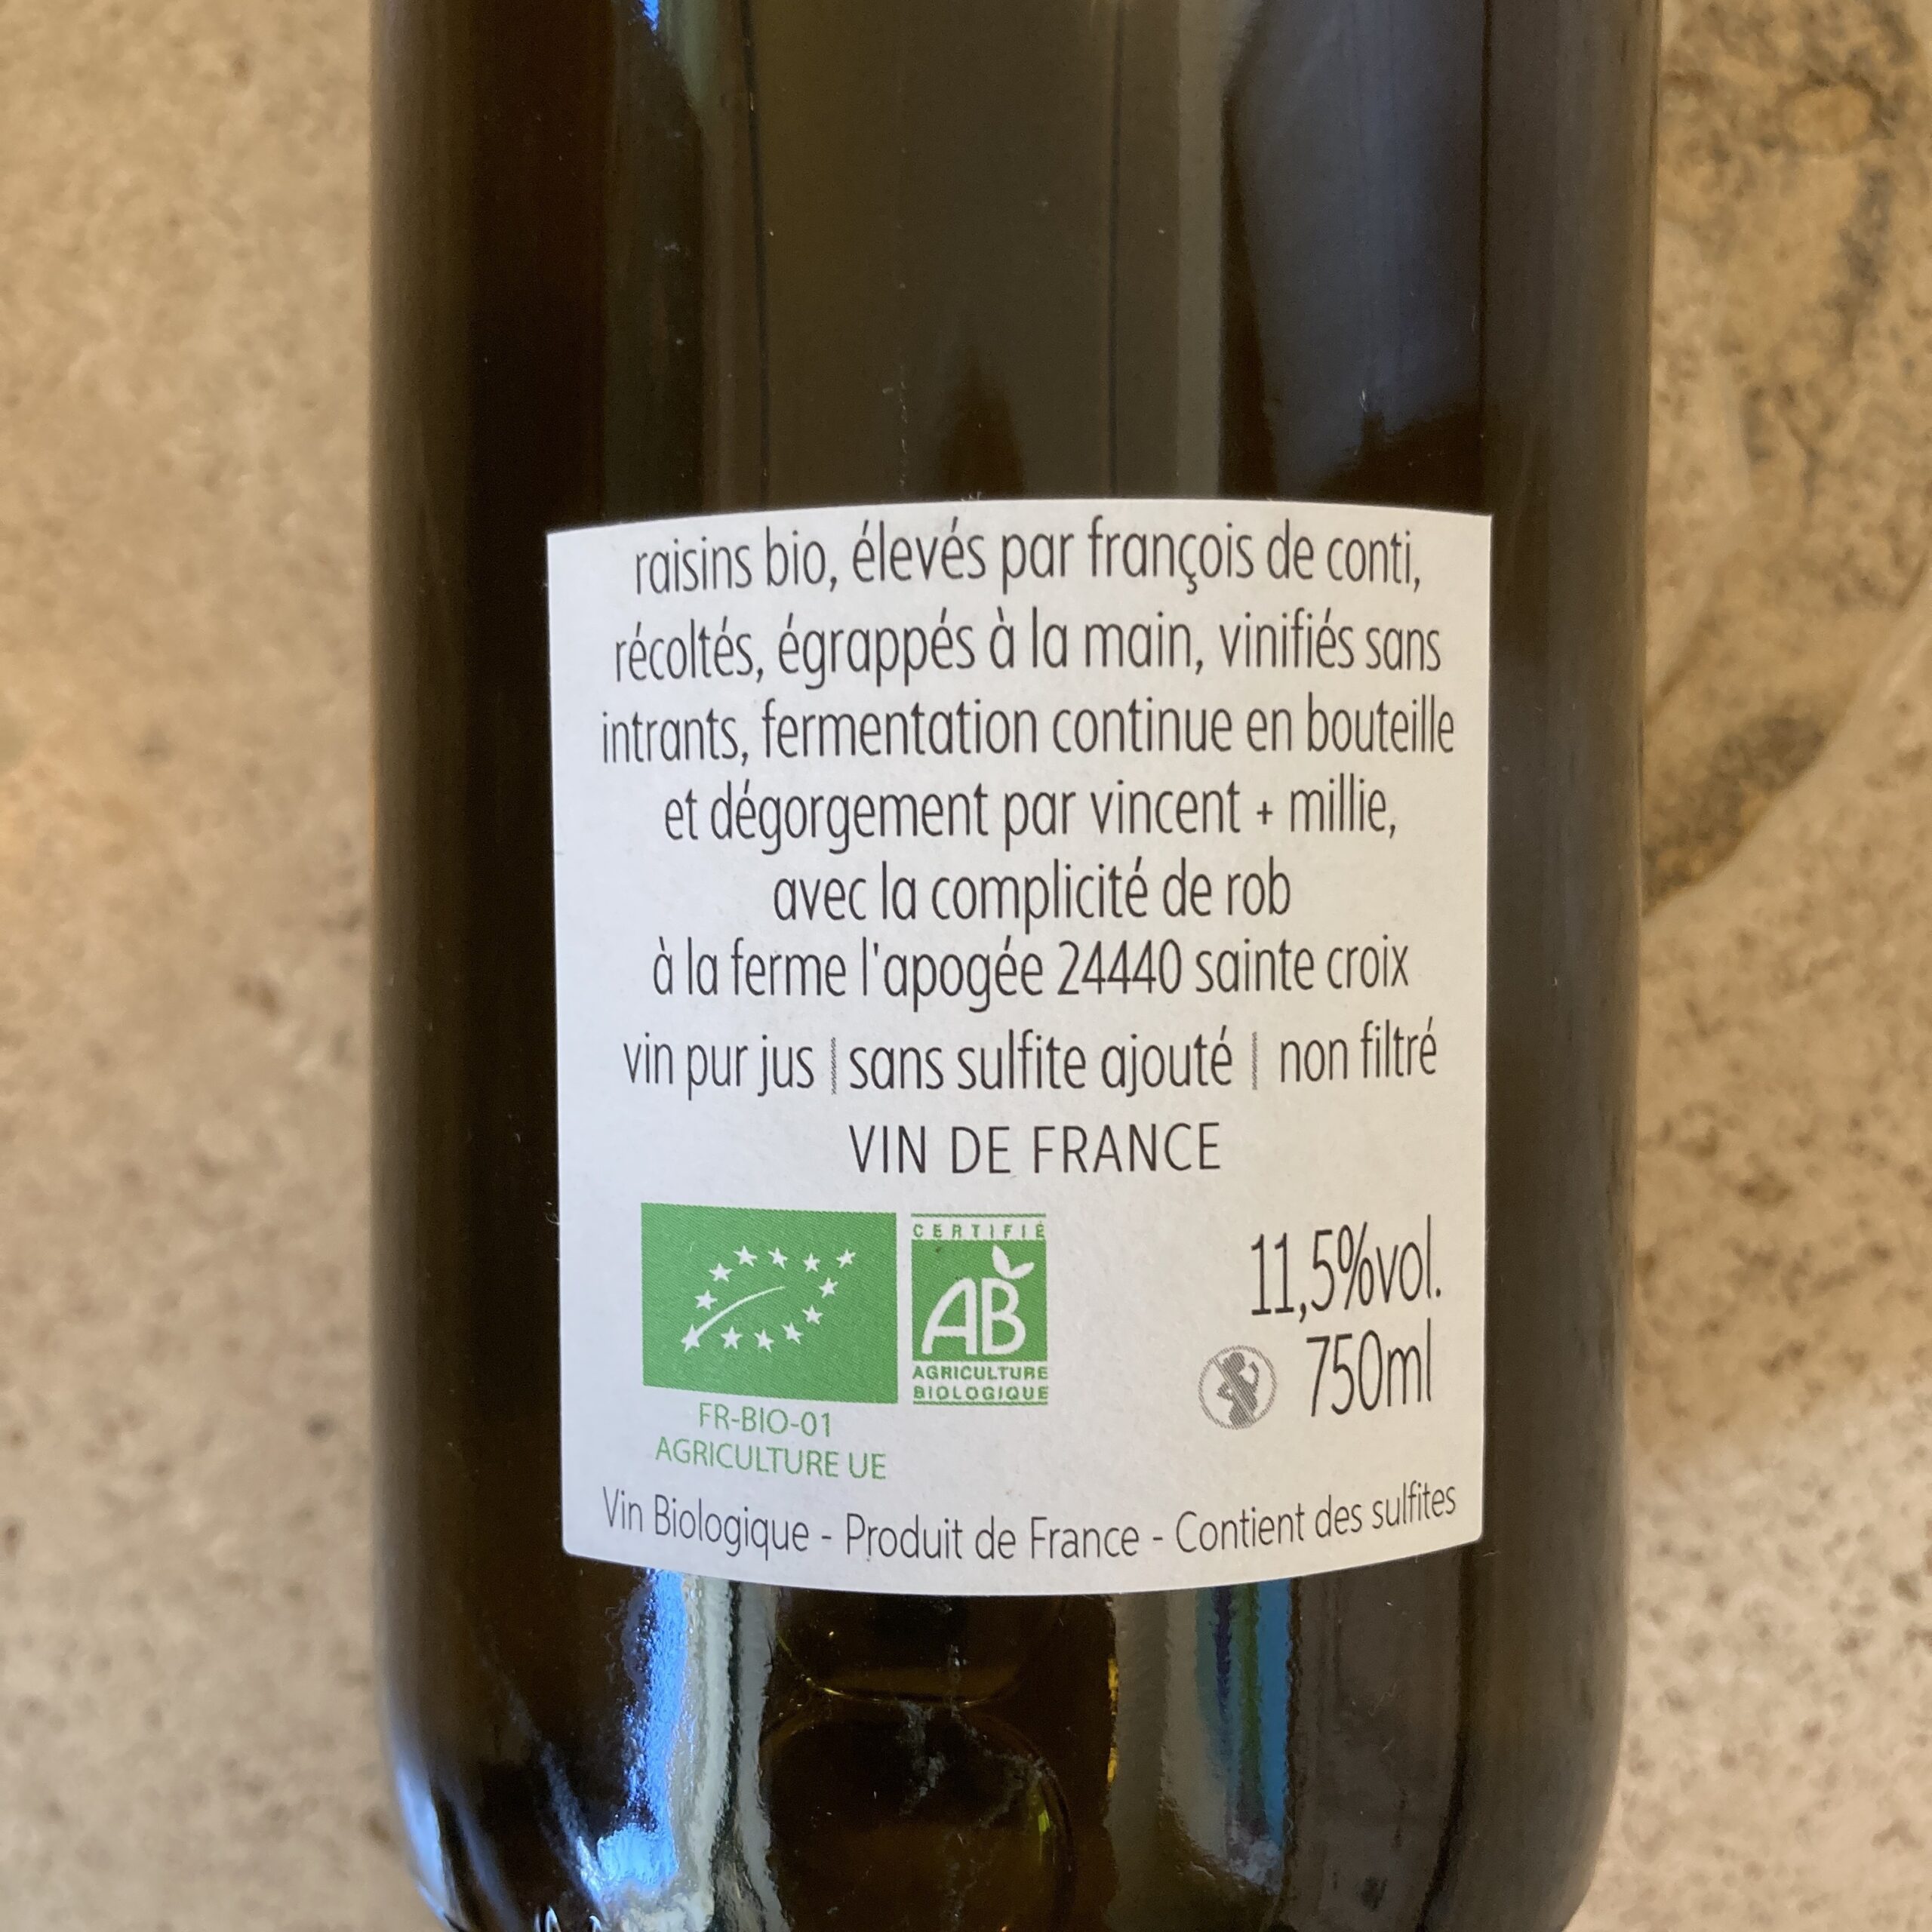 raisins bio, élevés par françois de conti,
récoltés, égrappés à la main, vinifiés sans
intrants, fermentation continue en bouteille
et dégorgement par vincent + millie,
avec la complicité de rob
à la ferme l'apogée 24440 sainte croix
vin pur jus | sans sulfite ajouté | non filtré
VIN DE FRANCE
CERTIFIÉ
AB
AGRICULTURE
BIOLOGIQUE
11,5%vol.
750ml
FR-BIO-01
AGRICULTURE UE
Vin Biologique - Produit de France - Contient des sulfites